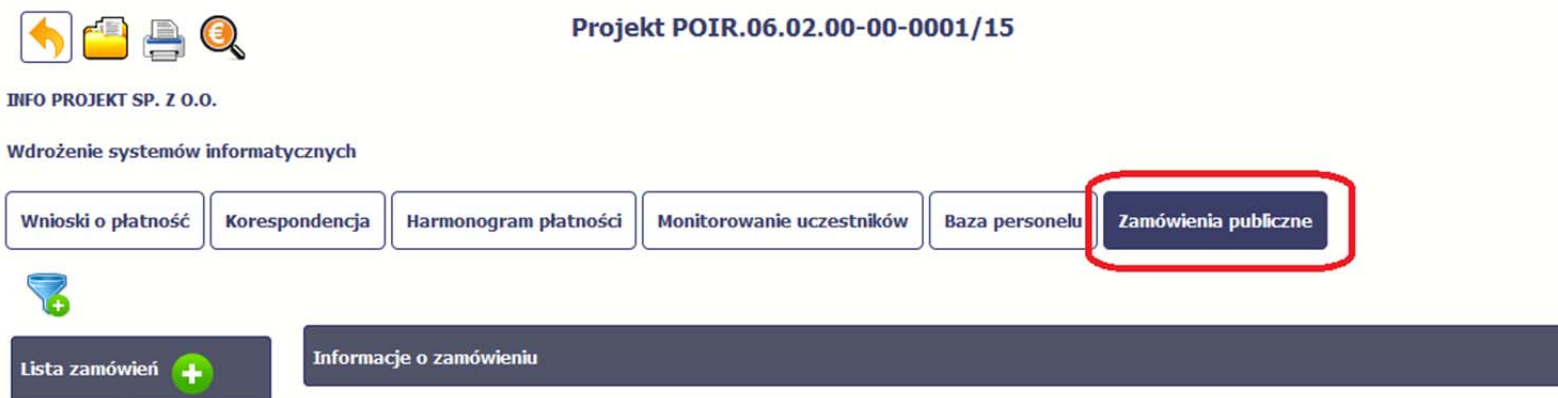 Projekt POIR.06.02.00-00-0001/15
INFO PROJEKT SP. Z O.O.
Wdrożenie systemów informatycznych
Wnioski o płatność Korespondencja Harmonogram płatności Monitorowanie uczestników Baza personelu Zamówienia publiczne
Lista zamówień Informacje o zamówieniu